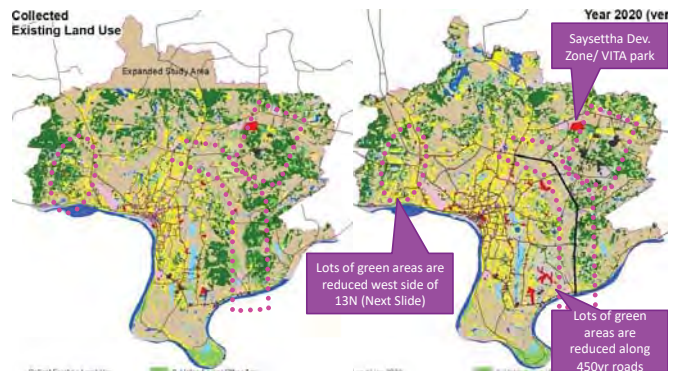 Collected
Existing Land Use
Expanded Study Area
Year 2020 (ver
Saysettha Dev.
Zone/ VITA park
Lots of green areas are
reduced west side of
13N (Next Slide)
Lots of green
areas are
reduced along
450yr roads